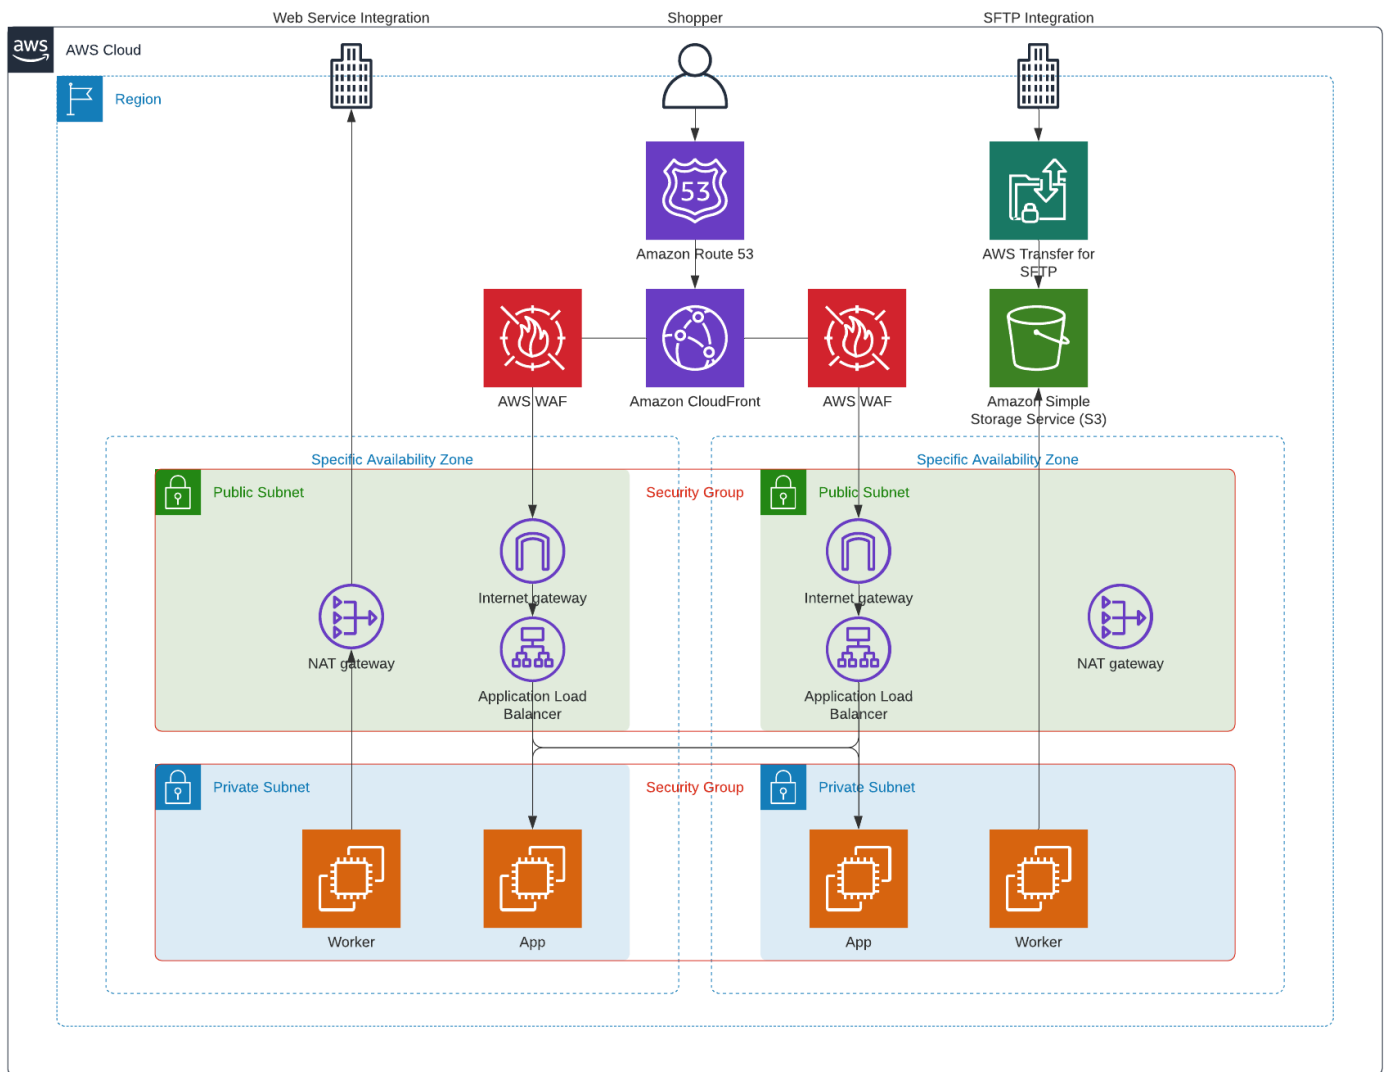 Web Service Integration
Shopper
SFTP Integration
aws
AWS Cloud
Region
53
Amazon Route 53
AWS Transfer for
SFTP
AWS WAF
Amazon CloudFront
AWS WAF
Amazon Simple
Storage Service (S3)
Specific Availability Zone
Specific Availability Zone
Public Subnet
Security Group
Public Subnet
Internet gateway
Internet gateway
NAT gateway
NAT gateway
Application Load
Balancer
Application Load
Balancer
Private Subnet
Security Group
Private Subnet
Worker
App
App
Worker